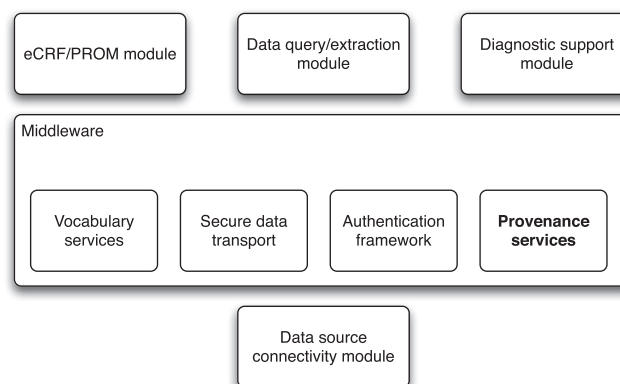 eCRF/PROM module
Data query/extraction
module
Diagnostic support
module
Middleware
Vocabulary
services
Secure data
transport
Authentication
framework
Provenance
services
Data source
connectivity module